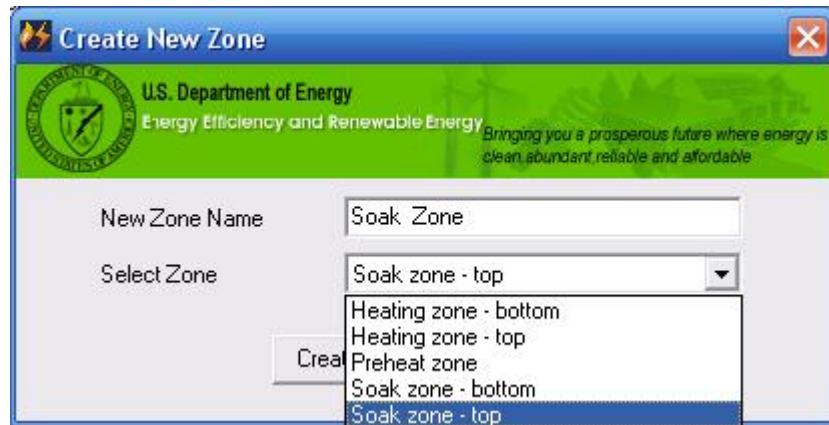 Create New Zone
U.S. Department of Energy
Energy Efficiency and Renewable Energy
Bringing you a prosperous future where energy is
clean,abundant,reliable and affordable
New Zone Name
Soak Zone
Select Zone
Soak zone - top
Heating zone - bottom
Heating zone - top
Creat
Preheat zone
Soak zone - bottom
Soak zone - top